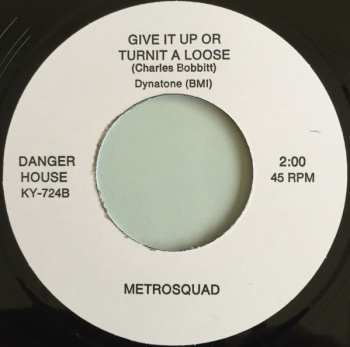 GIVE IT UP OR
TURNIT A LOOSE
(Charles Bobbitt)
Dynatone (BMI)
DANGER
HOUSE
KY-724B
2:00
45 RPM
METROSQUAD